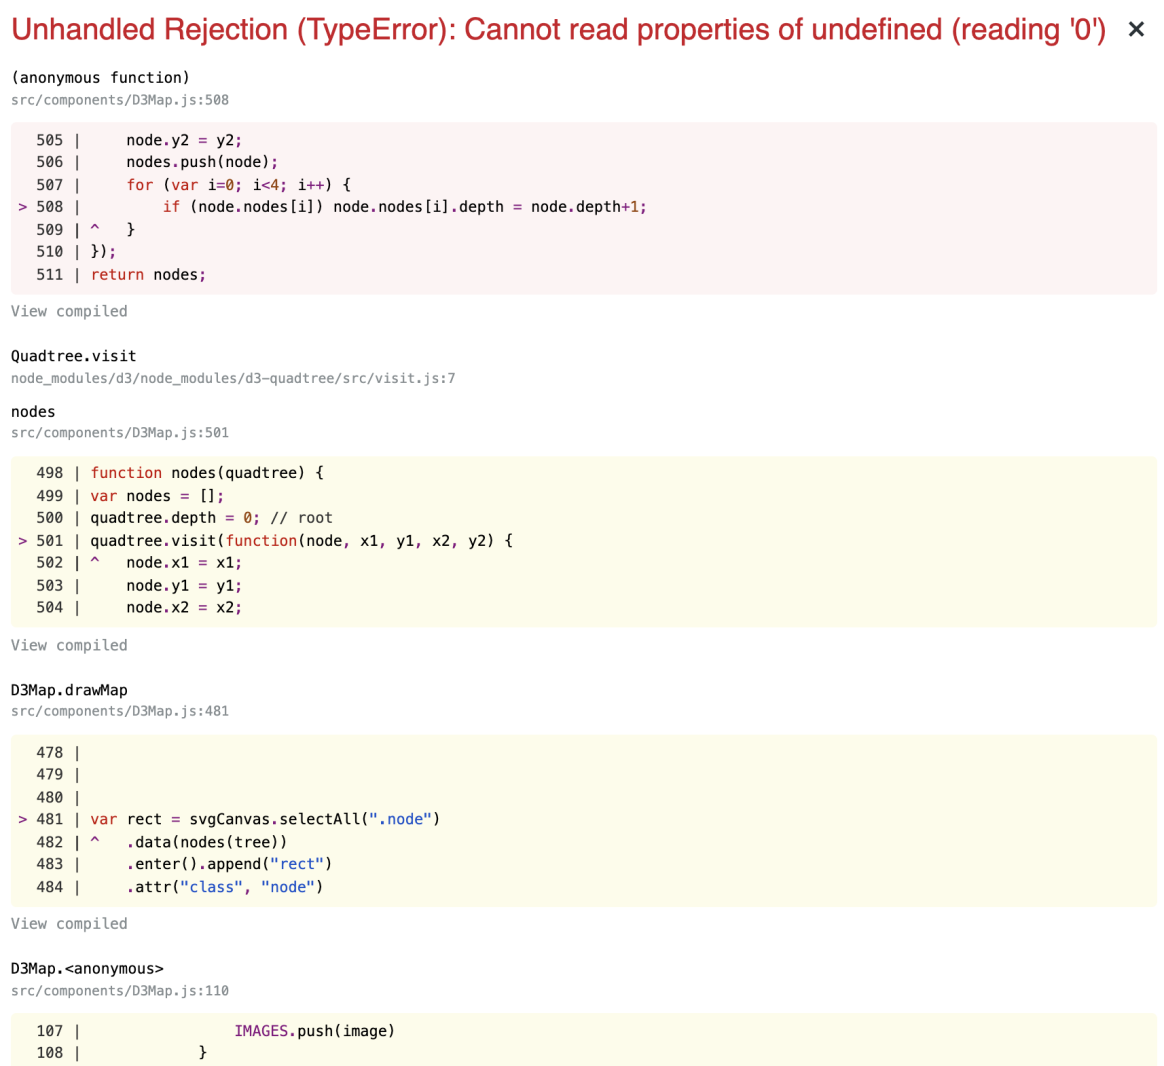 Unhandled Rejection (TypeError): Cannot read properties of undefined (reading '0') ×
(anonymous function)
src/components/D3Map.js:508
  505 |     node.y2 = y2;
  506 |     nodes.push(node);
  507 |     for (var i=0; i<4; i++) {
> 508 |         if (node.nodes[i]) node.nodes[i].depth = node.depth+1;
  509 | ^   }
  510 | });
  511 | return nodes;
View compiled
Quadtree.visit
node_modules/d3/node_modules/d3-quadtree/src/visit.js:7
nodes
src/components/D3Map.js:501
  498 | function nodes(quadtree) {
  499 | var nodes = [];
  500 | quadtree.depth = 0; // root
> 501 | quadtree.visit(function(node, x1, y1, x2, y2) {
  502 | ^   node.x1 = x1;
  503 |     node.y1 = y1;
  504 |     node.x2 = x2;
View compiled
D3Map.drawMap
src/components/D3Map.js:481
  478 |
  479 |
  480 |
> 481 | var rect = svgCanvas.selectAll(".node")
  482 | ^   .data(nodes(tree))
  483 |     .enter().append("rect")
  484 |     .attr("class", "node")
View compiled
D3Map.<anonymous>
src/components/D3Map.js:110
  107 |                 IMAGES.push(image)
  108 |             }